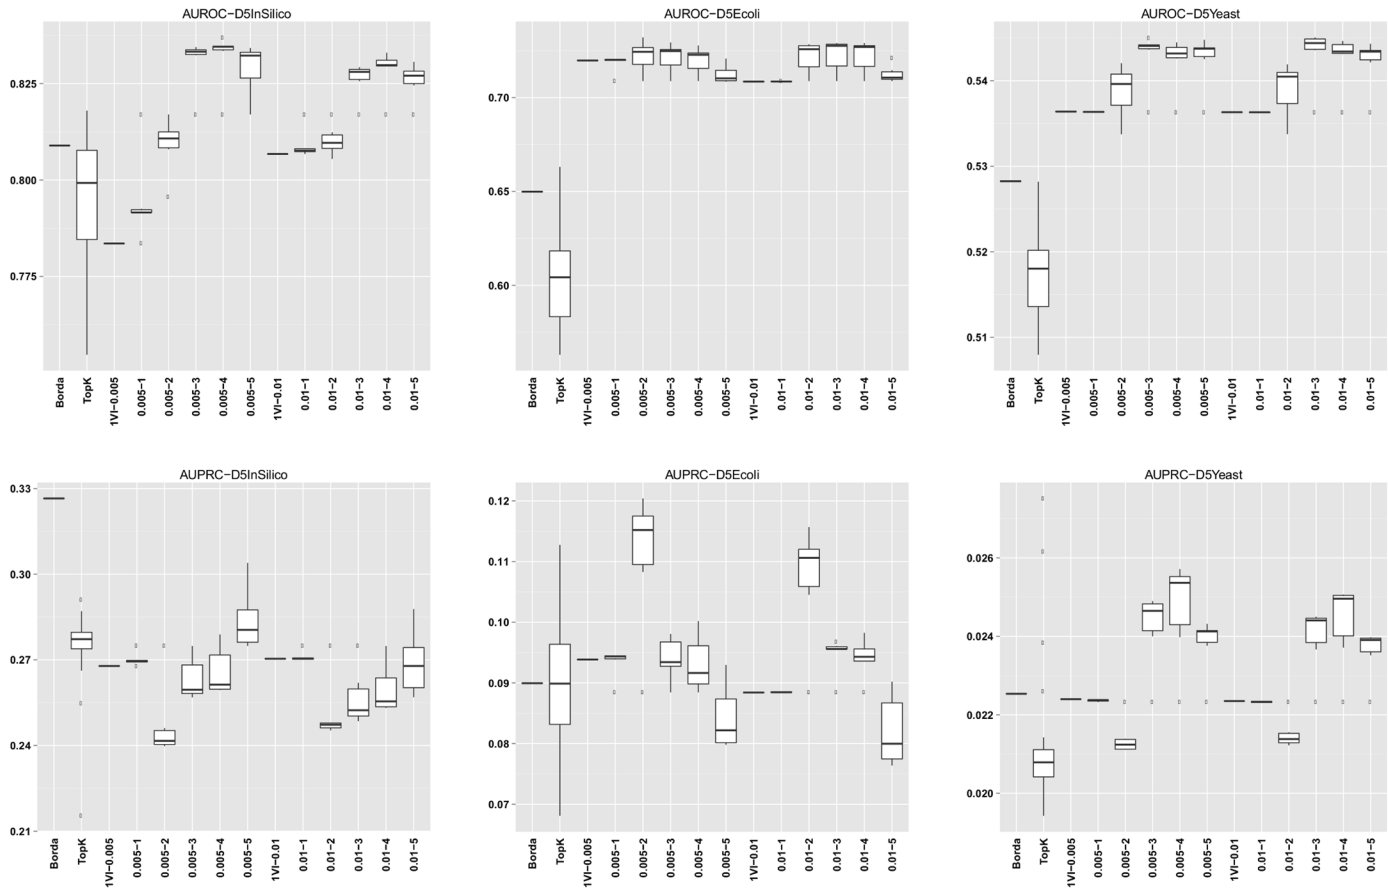 AUROC−D5InSilico
0.825
0.800
0.775
Borda
TopK
1VI−0.005
0.005−1
0.005−2
0.005−3
0.005−4
0.005−5
1VI−0.01
0.01−1
0.01−2
0.01−3
0.01−4
0.01−5
AUROC−D5Ecoli
0.70
0.65
0.60
Borda
TopK
1VI−0.005
0.005−1
0.005−2
0.005−3
0.005−4
0.005−5
1VI−0.01
0.01−1
0.01−2
0.01−3
0.01−4
0.01−5
AUROC−D5Yeast
0.54
0.53
0.52
0.51
Borda
TopK
1VI−0.005
0.005−1
0.005−2
0.005−3
0.005−4
0.005−5
1VI−0.01
0.01−1
0.01−2
0.01−3
0.01−4
0.01−5
AUPRC−D5InSilico
0.33
0.30
0.27
0.24
0.21
Borda
TopK
1VI−0.005
0.005−1
0.005−2
0.005−3
0.005−4
0.005−5
1VI−0.01
0.01−1
0.01−2
0.01−3
0.01−4
0.01−5
AUPRC−D5Ecoli
0.12
0.11
0.10
0.09
0.08
0.07
Borda
TopK
1VI−0.005
0.005−1
0.005−2
0.005−3
0.005−4
0.005−5
1VI−0.01
0.01−1
0.01−2
0.01−3
0.01−4
0.01−5
AUPRC−D5Yeast
0.026
0.024
0.022
0.020
Borda
TopK
1VI−0.005
0.005−1
0.005−2
0.005−3
0.005−4
0.005−5
1VI−0.01
0.01−1
0.01−2
0.01−3
0.01−4
0.01−5